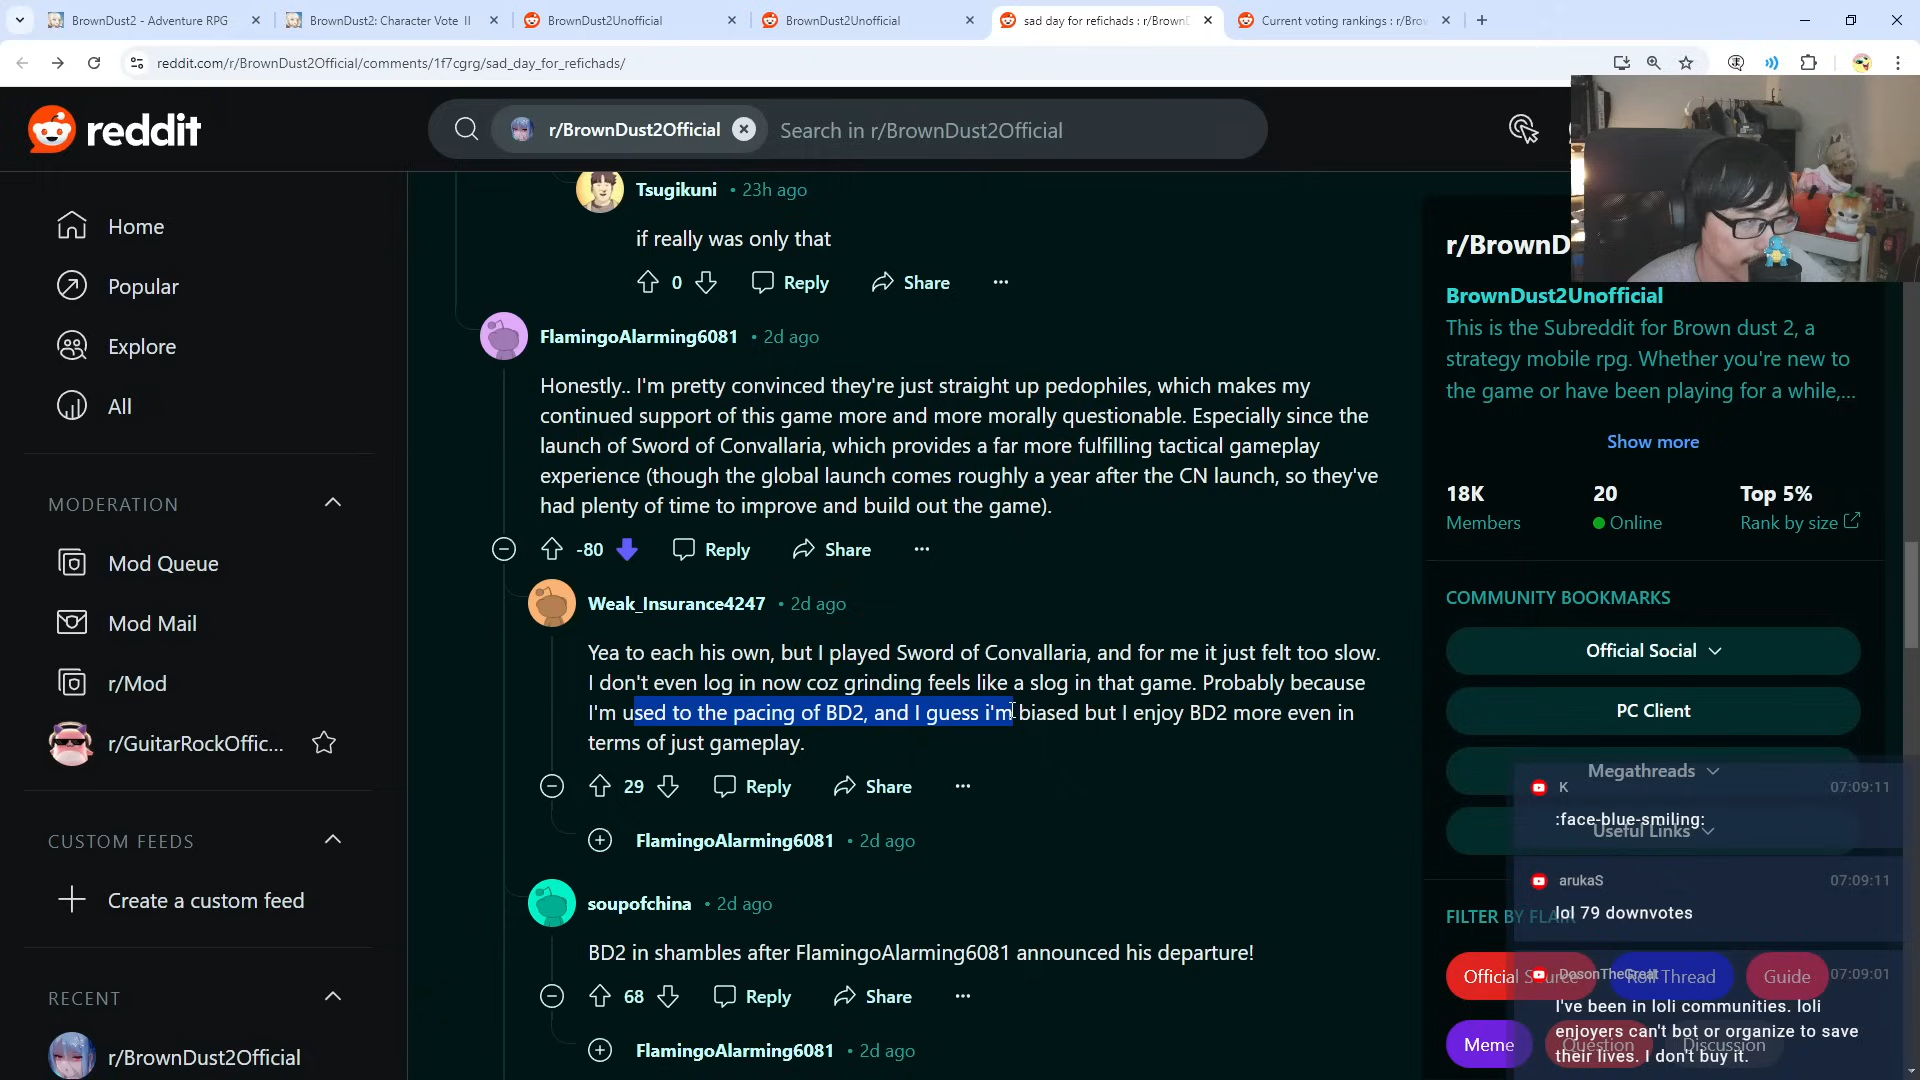 BrownDust2 - Adventure RPG
BrownDust2: Character Vote II
BrownDust2Unofficial
BrownDust2Unofficial
sad day for refichads : r/BrownD
Current voting rankings : r/Brow
reddit.com/r/BrownDust2Official/comments/1f7cgrg/sad_day_for_refichads/
reddit
r/BrownDust2Official
Search in r/BrownDust2Official
Home
Popular
Explore
All
MODERATION
Mod Queue
Mod Mail
r/Mod
r/GuitarRockOffic...
CUSTOM FEEDS
Create a custom feed
RECENT
r/BrownDust2Official
Tsugikuni • 23h ago
if really was only that
0 Reply Share
FlamingoAlarming6081 • 2d ago
Honestly.. I'm pretty convinced they're just straight up pedophiles, which makes my
continued support of this game more and more morally questionable. Especially since the
launch of Sword of Convallaria, which provides a far more fulfilling tactical gameplay
experience (though the global launch comes roughly a year after the CN launch, so they've
had plenty of time to improve and build out the game).
-80 Reply Share
Weak_Insurance4247 • 2d ago
Yea to each his own, but I played Sword of Convallaria, and for me it just felt too slow.
I don't even log in now coz grinding feels like a slog in that game. Probably because
I'm used to the pacing of BD2, and I guess i'm biased but I enjoy BD2 more even in
terms of just gameplay.
29 Reply Share
FlamingoAlarming6081 • 2d ago
soupofchina • 2d ago
BD2 in shambles after FlamingoAlarming6081 announced his departure!
68 Reply Share
FlamingoAlarming6081 • 2d ago
r/BrownD
BrownDust2Unofficial
This is the Subreddit for Brown dust 2, a
strategy mobile rpg. Whether you're new to
the game or have been playing for a while,...
Show more
18K 20 Top 5%
Members Online Rank by size
COMMUNITY BOOKMARKS
Official Social
PC Client
Megathreads
K 07:09:11
:face-blue-smiling:
Useful Links
arukaS 07:09:11
lol 79 downvotes
FILTER BY FLAIR
DosonTheGreat 07:09:01
Official Source Roll Thread Guide
I've been in loli communities. loli
enjoyers can't bot or organize to save
their lives. I don't buy it.
Meme Question Discussion